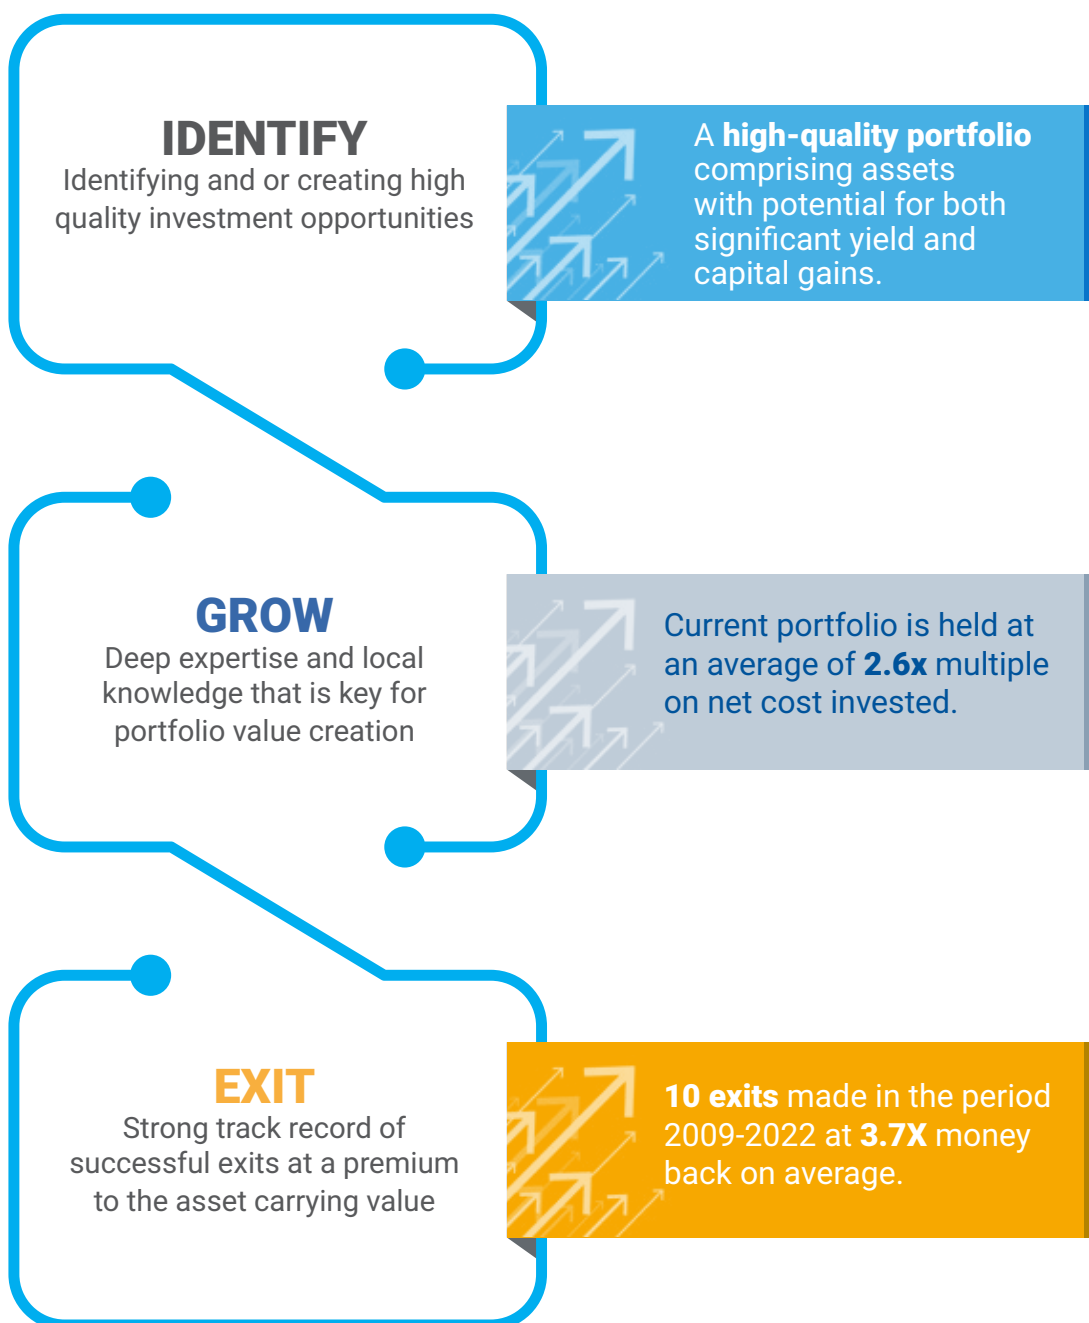 IDENTIFY
Identifying and or creating high
quality investment opportunities
A high-quality portfolio
comprising assets
with potential for both
significant yield and
capital gains.
GROW
Deep expertise and local
knowledge that is key for
portfolio value creation
Current portfolio is held at
an average of 2.6x multiple
on net cost invested.
EXIT
Strong track record of
successful exits at a premium
to the asset carrying value
10 exits made in the period
2009-2022 at 3.7X money
back on average.